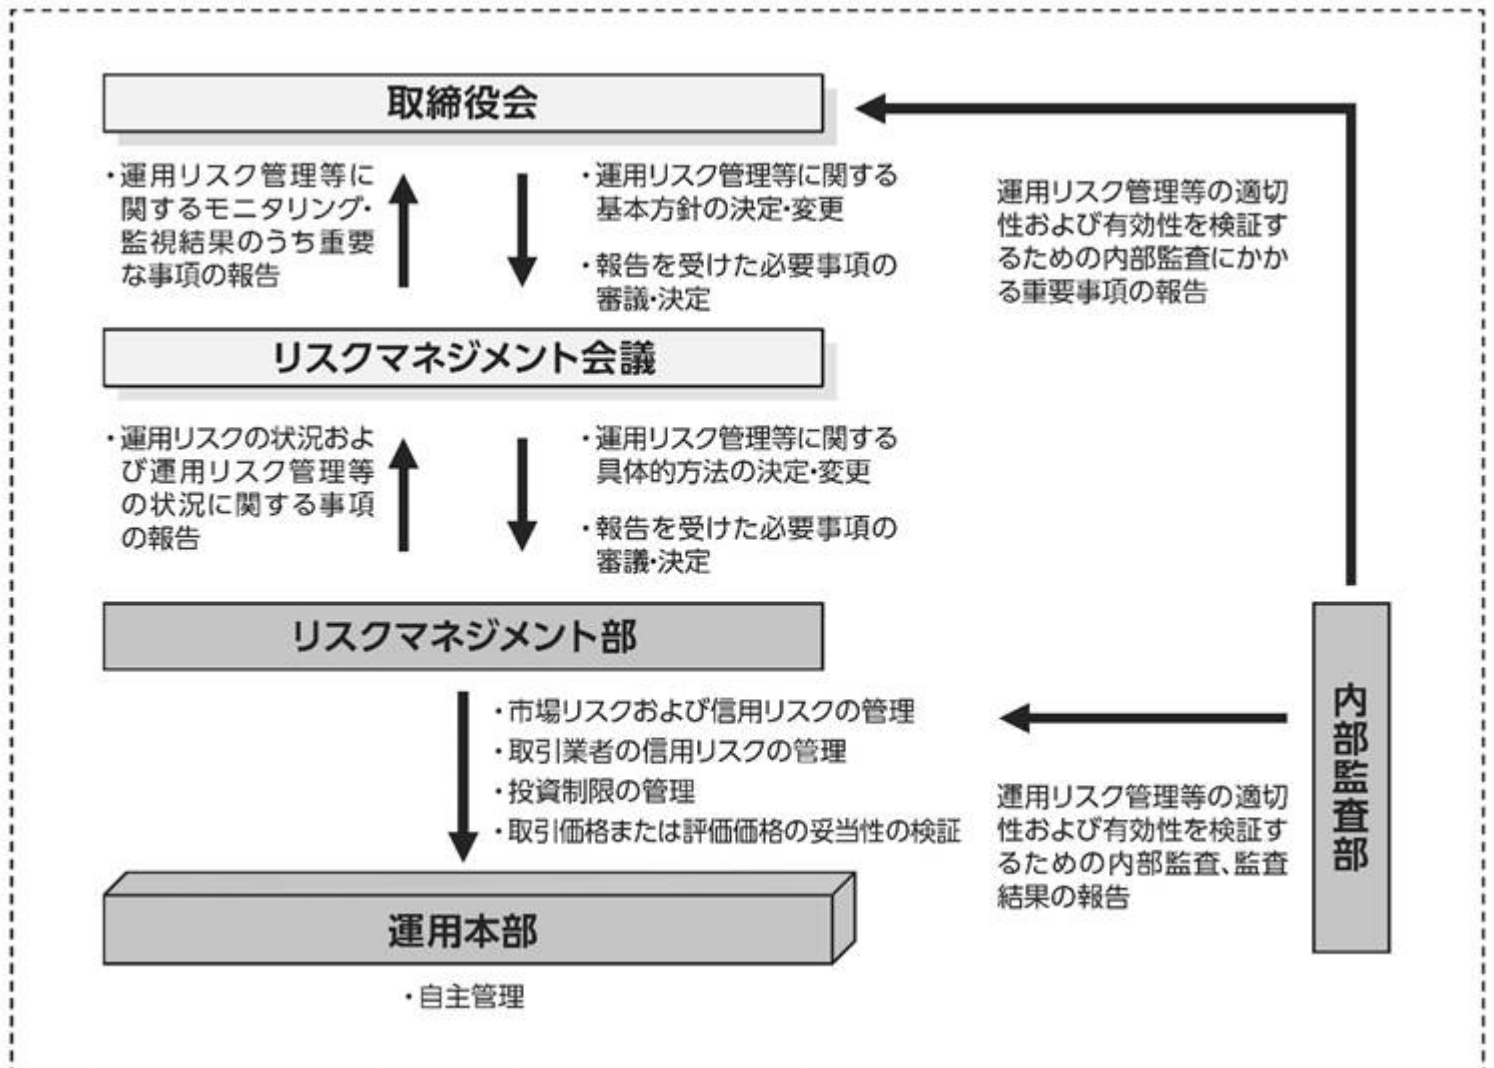 取締役会
・運用リスク管理等に
関するモニタリング・
監視結果のうち重要
な事項の報告
・運用リスク管理等に関する
基本方針の決定・変更
・報告を受けた必要事項の
審議・決定
運用リスク管理等の適切
性および有効性を検証す
るための内部監査にかか
る重要事項の報告
リスクマネジメント会議
・運用リスクの状況およ
び運用リスク管理等
の状況に関する事項
の報告
・運用リスク管理等に関する
具体的方法の決定・変更
・報告を受けた必要事項の
審議・決定
リスクマネジメント部
・市場リスクおよび信用リスクの管理
・取引業者の信用リスクの管理
・投資制限の管理
・取引価格または評価価格の妥当性の検証
運用リスク管理等の適切
性および有効性を検証す
るための内部監査、監査
結果の報告
内部監査部
運用本部
・自主管理